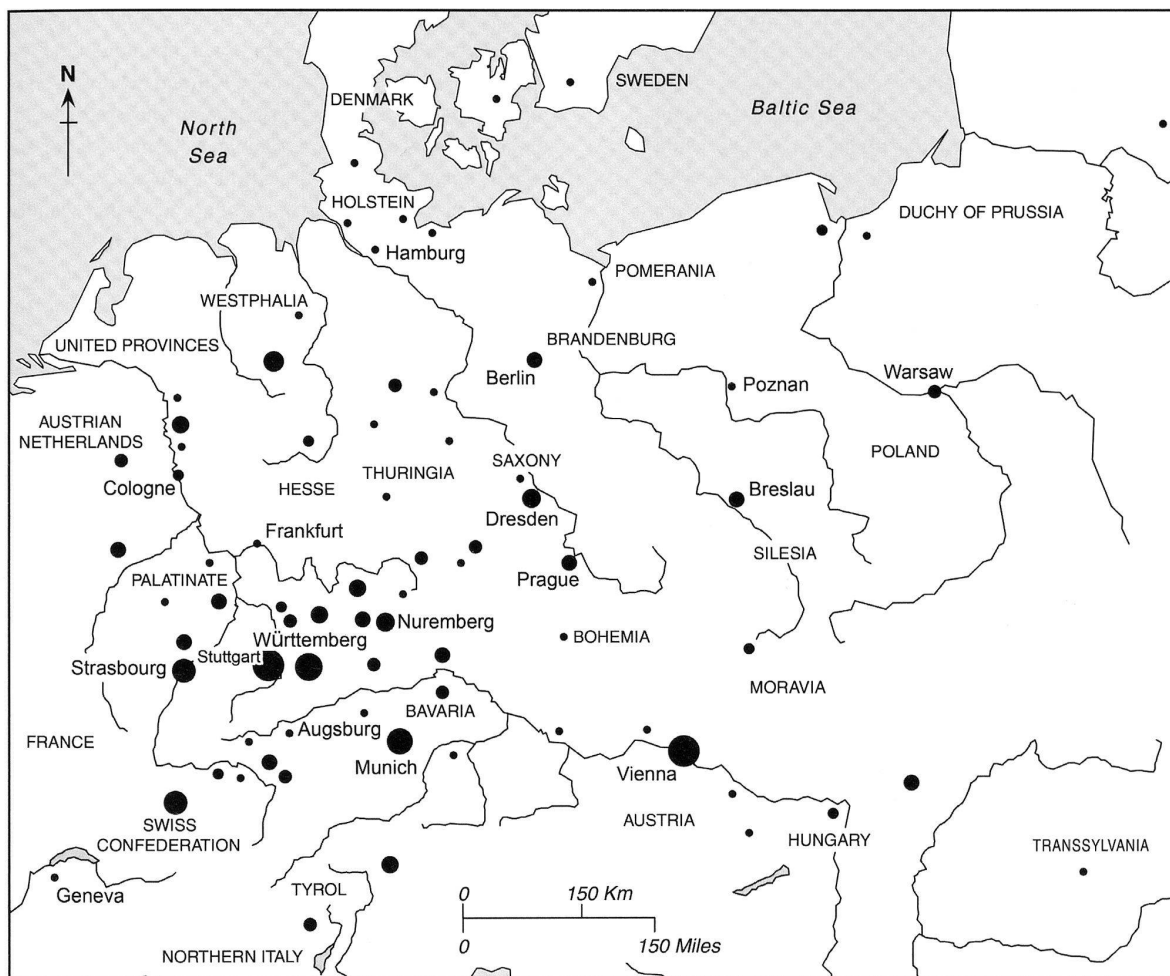 SWEDEN
N
DENMARK
Baltic Sea
North
Sea
HOLSTEIN
DUCHY OF PRUSSIA
Hamburg
POMERANIA
WESTPHALIA
UNITED PROVINCES
BRANDENBURG
Berlin
Warsaw
Poznan
AUSTRIAN
NETHERLANDS
POLAND
THURINGIA
SAXONY
Cologne
HESSE
Breslau
Dresden
Frankfurt
SILESIA
PALATINATE
Prague
Nuremberg
BOHEMIA
Württemberg
Stuttgart
Strasbourg
MORAVIA
BAVARIA
Augsburg
FRANCE
Munich
Vienna
SWISS
CONFEDERATION
AUSTRIA
HUNGARY
TRANSSYLVANIA
Geneva
TYROL
0 150 Km
0 150 Miles
NORTHERN ITALY